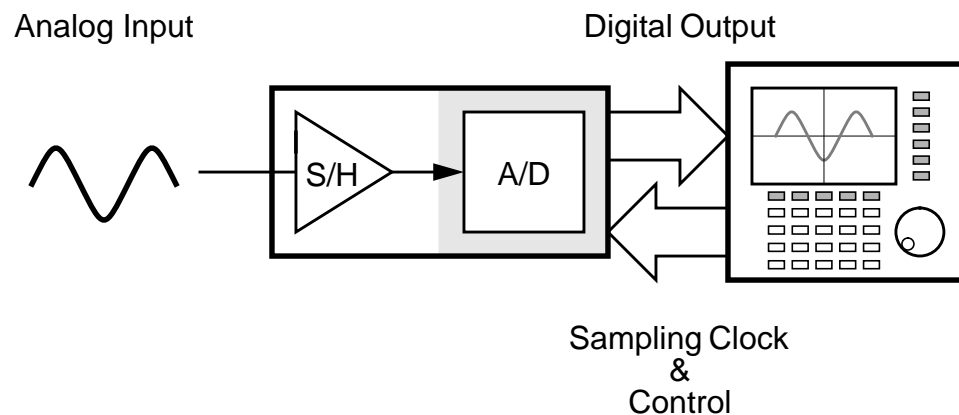 Analog Input
Digital Output
S/H
A/D
Sampling Clock
&
Control